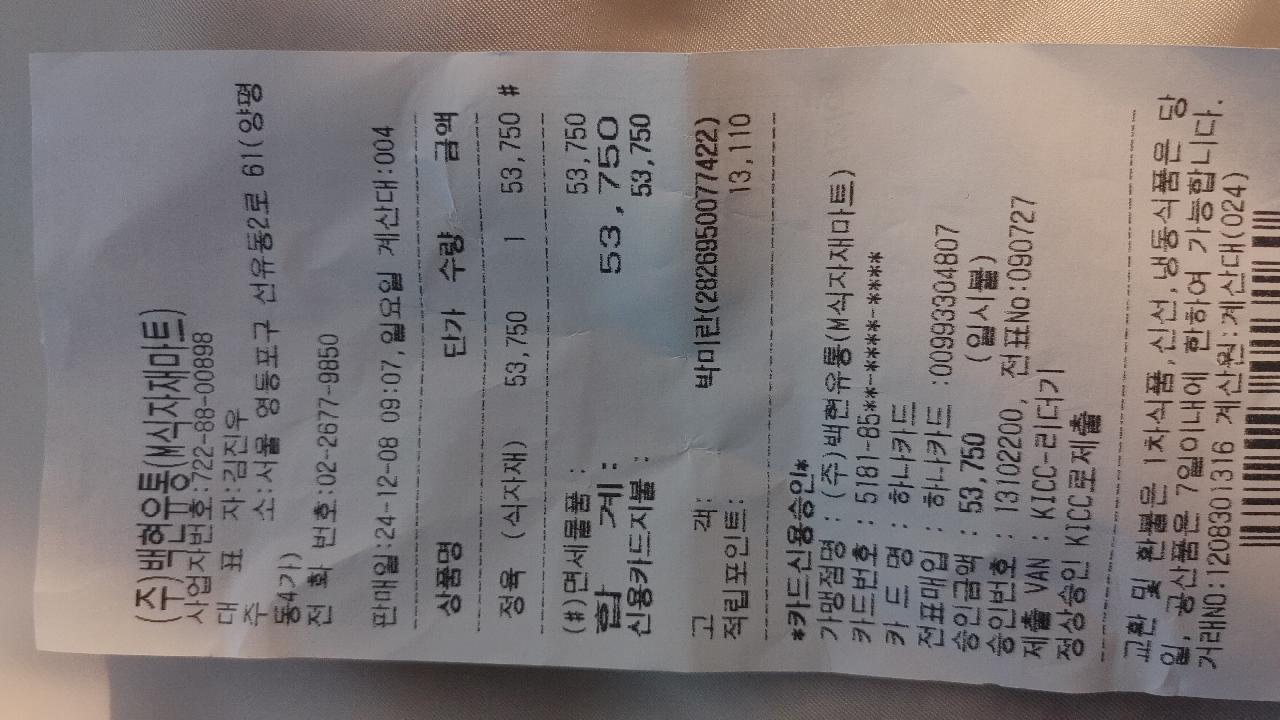 (주)백현유통(M식자재마트)
사업자번호:722-88-00898
대 표 자:김진우
주 소:서울 영등포구 선유동2로 61(양평
동4가)
전 화 번호:02-2677-9850
판매일:24-12-08 09:07,일요일 계산대:004
상품명 단가 수량 금액
정육 (식자재) 53,750 1 53,750 #
(#)면세물품: 53,750
합 계: 53,750
신용카드지불: 53,750
고 객: 박미란(2826950077422)
적립포인트: 13,110
*카드신용승인*
가맹점명 : (주)백현유통(M식자재마트)
카드번호 : 5181-85**-****-****
카 드 명 : 하나카드
전표매입 : 하나카드 :00993304807
승인금액 : 53,750 (일시불)
승인번호 : 13102200, 전표No:090727
제출 VAN : KICC-리더기
정상승인 KICC로제출
교환 및 환불은 1차식품,신선,냉동식품은 당
일, 공산품은 7일이내에 한하여 가능합니다.
거래NO:1208301316 계산원:계산대(024)